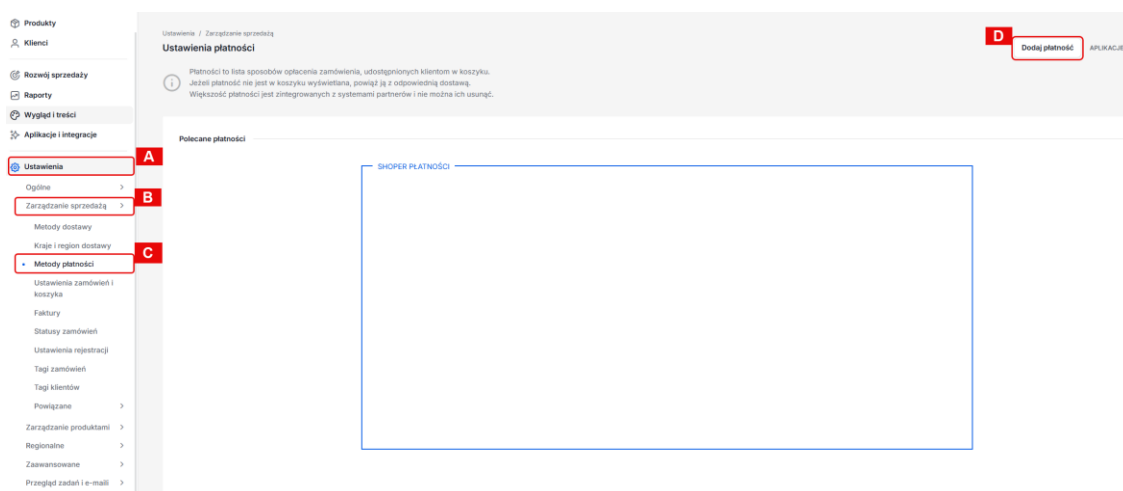 Produkty
Klienci
Rozwój sprzedaży
Raporty
Wygląd i treści
Aplikacje i integracje
A
Ustawienia
Ogólne
B
Zarządzanie sprzedażą
Metody dostawy
Kraje i region dostawy
C
Metody płatności
Ustawienia zamówień i
koszyka
Faktury
Statusy zamówień
Ustawienia rejestracji
Tagi zamówień
Tagi klientów
Powiązane
Zarządzanie produktami
Regionalne
Zaawansowane
Przegląd zadań i e-maili
Ustawienia / Zarządzanie sprzedażą
Ustawienia płatności
D
Dodaj płatność
APLIKACJE
Płatności to lista sposobów opłacenia zamówienia, udostępnionych klientom w koszyku.
Jeżeli płatność nie jest w koszyku wyświetlana, powiąż ją z odpowiednią dostawą.
Większość płatności jest zintegrowanych z systemami partnerów i nie można ich usunąć.
Polecane płatności
SHOPER PŁATNOŚCI